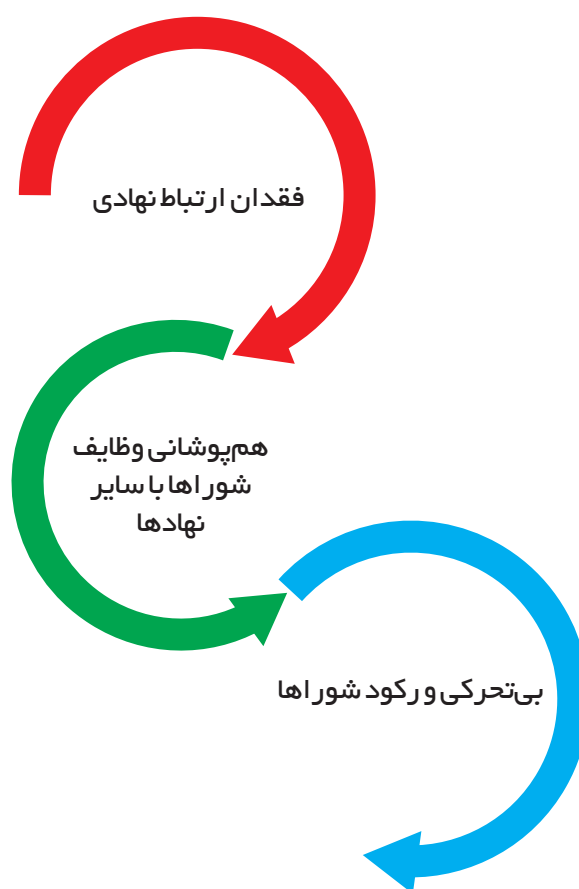 فقدان ارتباط نهادی
هم‌پوشانی وظایف
شوراها با سایر
نهادها
بی‌تحرکی و رکود شوراها